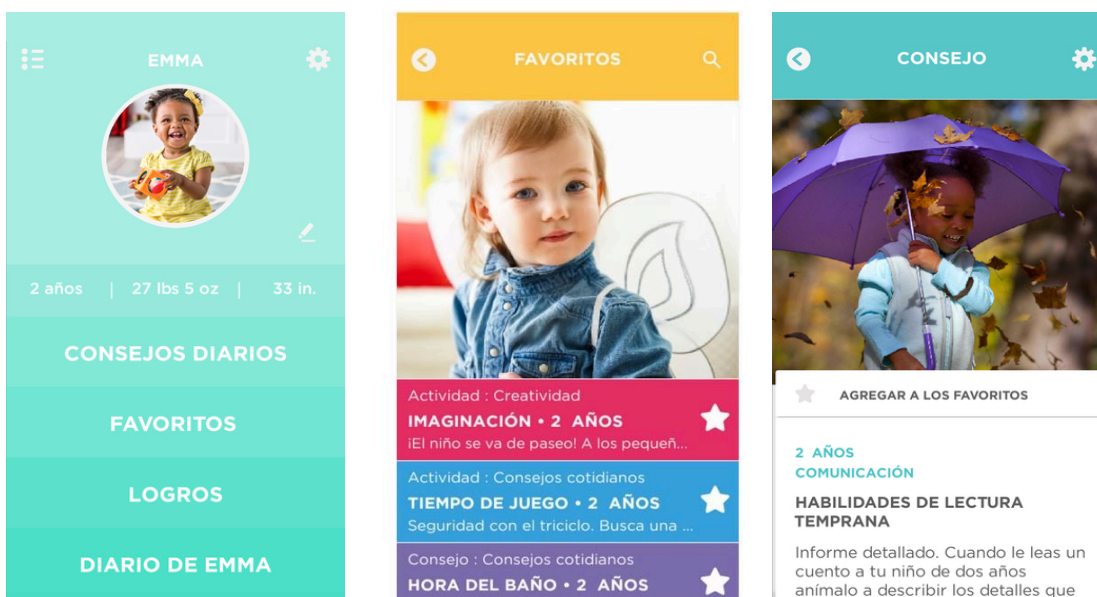 EMMA
2 años | 27 lbs 5 oz | 33 in.
CONSEJOS DIARIOS
FAVORITOS
LOGROS
DIARIO DE EMMA
FAVORITOS
Actividad : Creatividad
IMAGINACIÓN • 2 AÑOS
¡El niño se va de paseo! A los pequeñ...
Actividad : Consejos cotidianos
TIEMPO DE JUEGO • 2 AÑOS
Seguridad con el triciclo. Busca una ...
Consejo : Consejos cotidianos
HORA DEL BAÑO • 2 AÑOS
CONSEJO
AGREGAR A LOS FAVORITOS
2 AÑOS
COMUNICACIÓN
HABILIDADES DE LECTURA
TEMPRANA
Informe detallado. Cuando le leas un
cuento a tu niño de dos años
anímalo a describir los detalles que